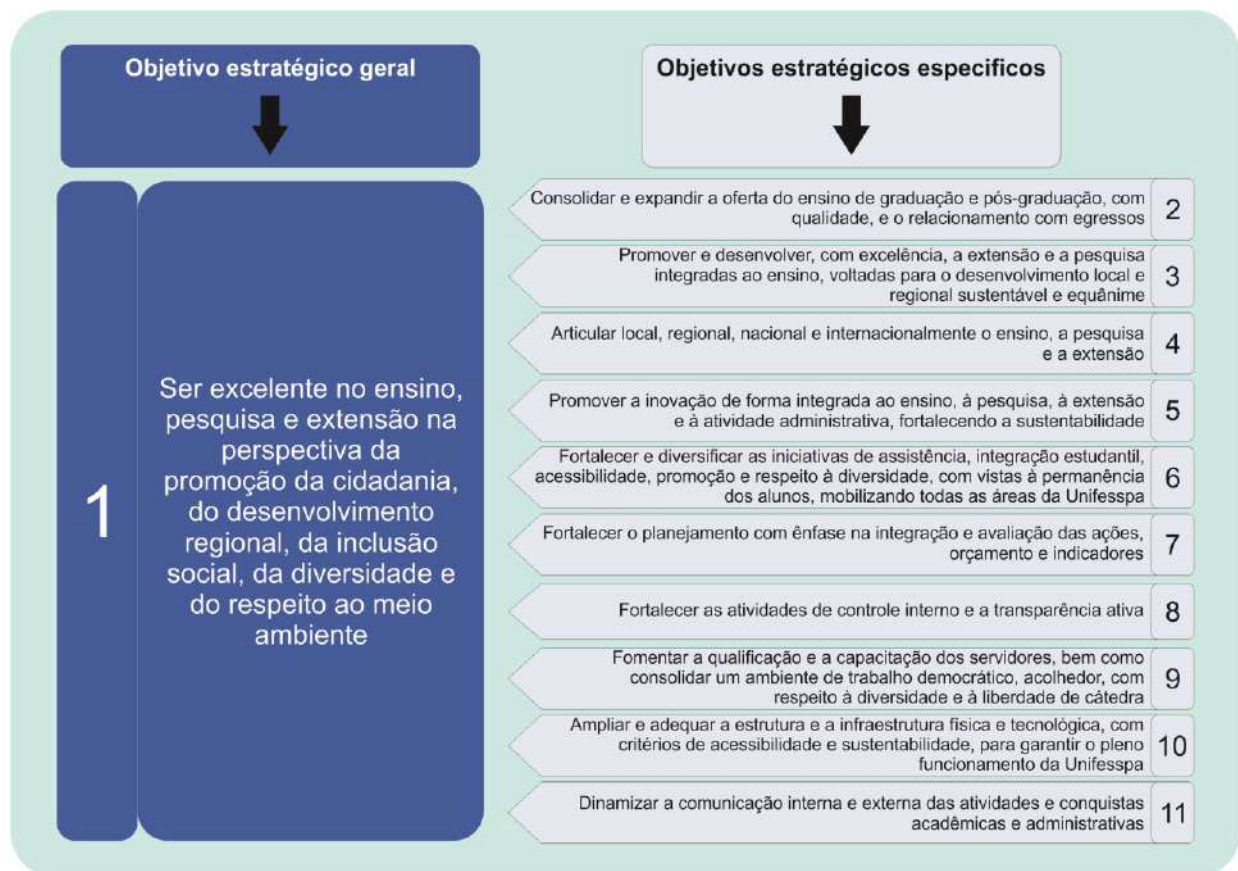 Objetivo estratégico geral
1
Ser excelente no ensino,
pesquisa e extensão na
perspectiva da
promoção da cidadania,
do desenvolvimento
regional, da inclusão
social, da diversidade e
do respeito ao meio
ambiente
Objetivos estratégicos especificos
Consolidar e expandir a oferta do ensino de graduação e pós-graduação, com
qualidade, e o relacionamento com egressos
2
Promover e desenvolver, com excelência, a extensão e a pesquisa
integradas ao ensino, voltadas para o desenvolvimento local e
regional sustentável e equânime
3
Articular local, regional, nacional e internacionalmente o ensino, a pesquisa
e a extensão
4
Promover a inovação de forma integrada ao ensino, à pesquisa, à extensão
e à atividade administrativa, fortalecendo a sustentabilidade
5
Fortalecer e diversificar as iniciativas de assistência, integração estudantil,
acessibilidade, promoção e respeito à diversidade, com vistas à permanência
dos alunos, mobilizando todas as áreas da Unifesspa
6
Fortalecer o planejamento com ênfase na integração e avaliação das ações,
orçamento e indicadores
7
Fortalecer as atividades de controle interno e a transparência ativa
8
Fomentar a qualificação e a capacitação dos servidores, bem como
consolidar um ambiente de trabalho democrático, acolhedor, com
respeito à diversidade e à liberdade de cátedra
9
Ampliar e adequar a estrutura e a infraestrutura física e tecnológica, com
critérios de acessibilidade e sustentabilidade, para garantir o pleno
funcionamento da Unifesspa
10
Dinamizar a comunicação interna e externa das atividades e conquistas
acadêmicas e administrativas
11